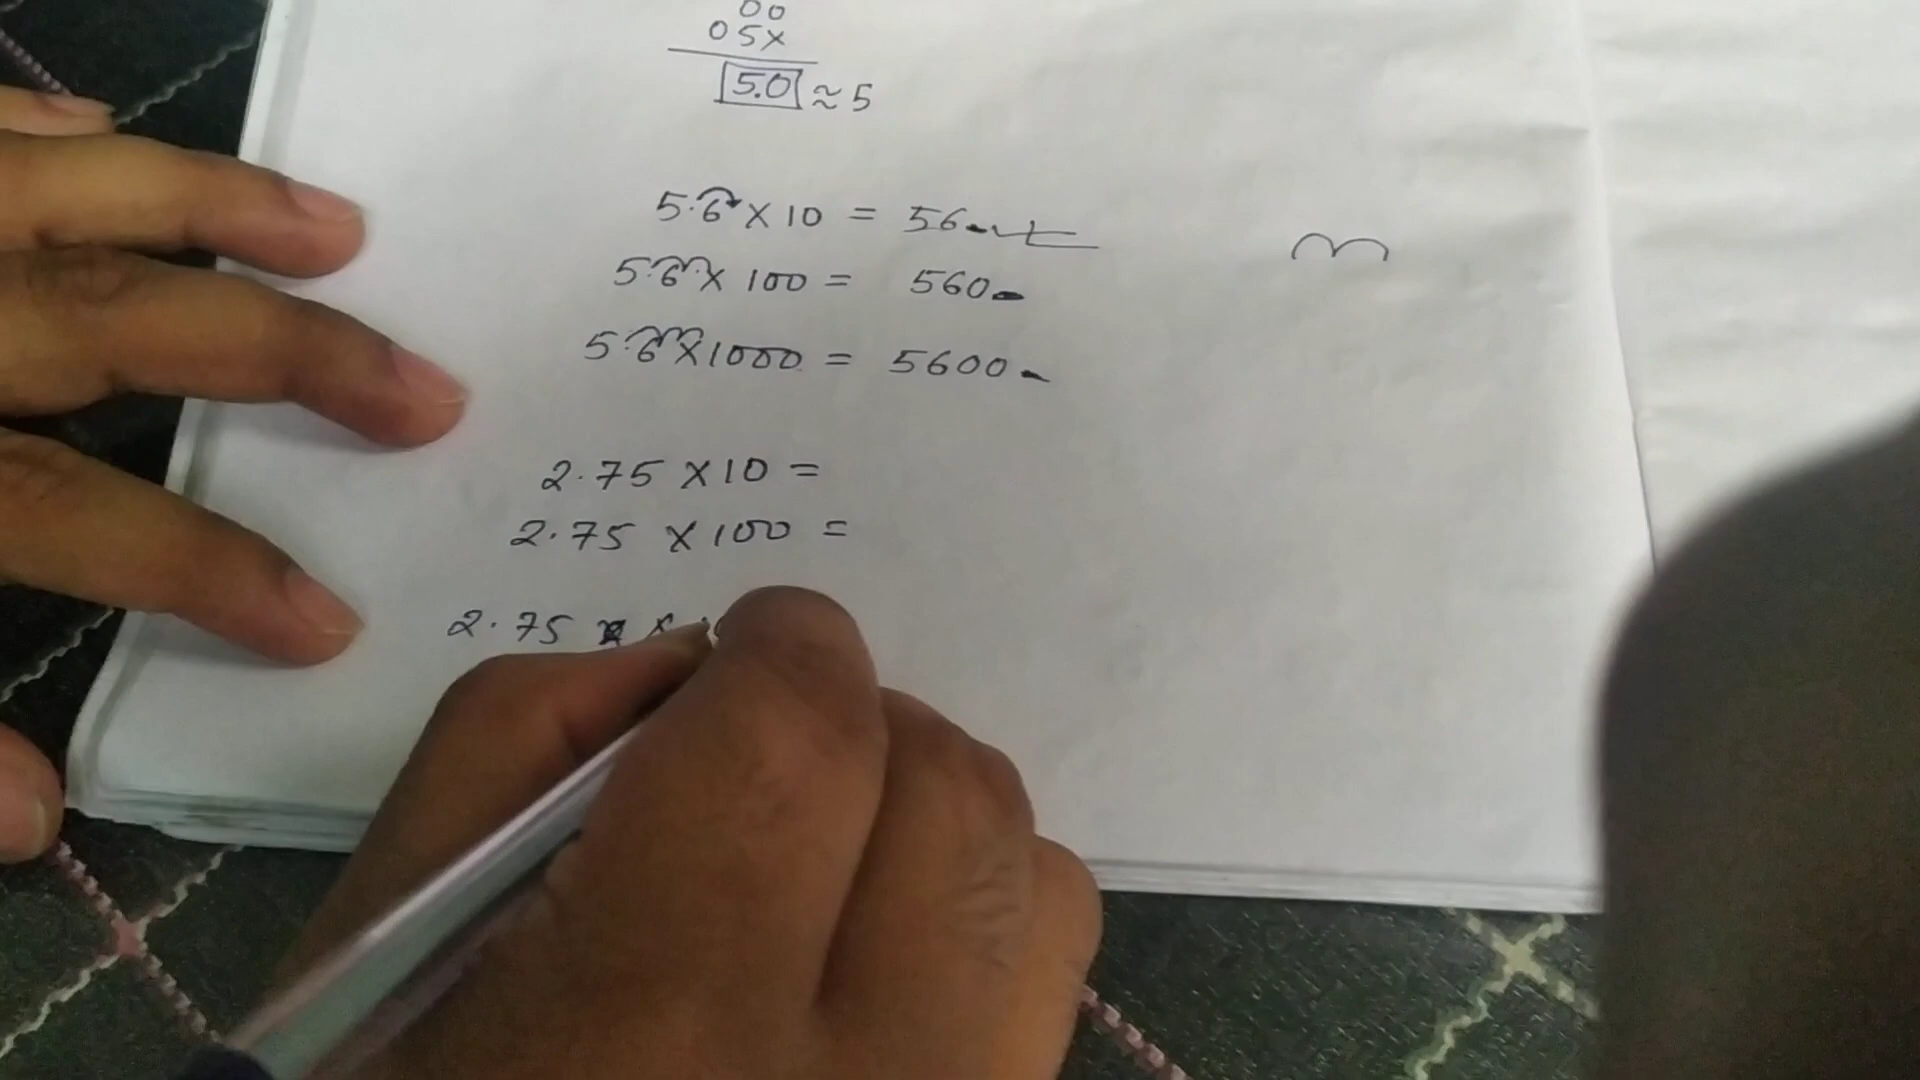 00
05×
5.0 ≈ 5
5.6 × 10 = 56
5.6 × 100 = 560
5.6 × 1000 = 5600
2.75 × 10 =
2.75 × 100 =
2.75 ×